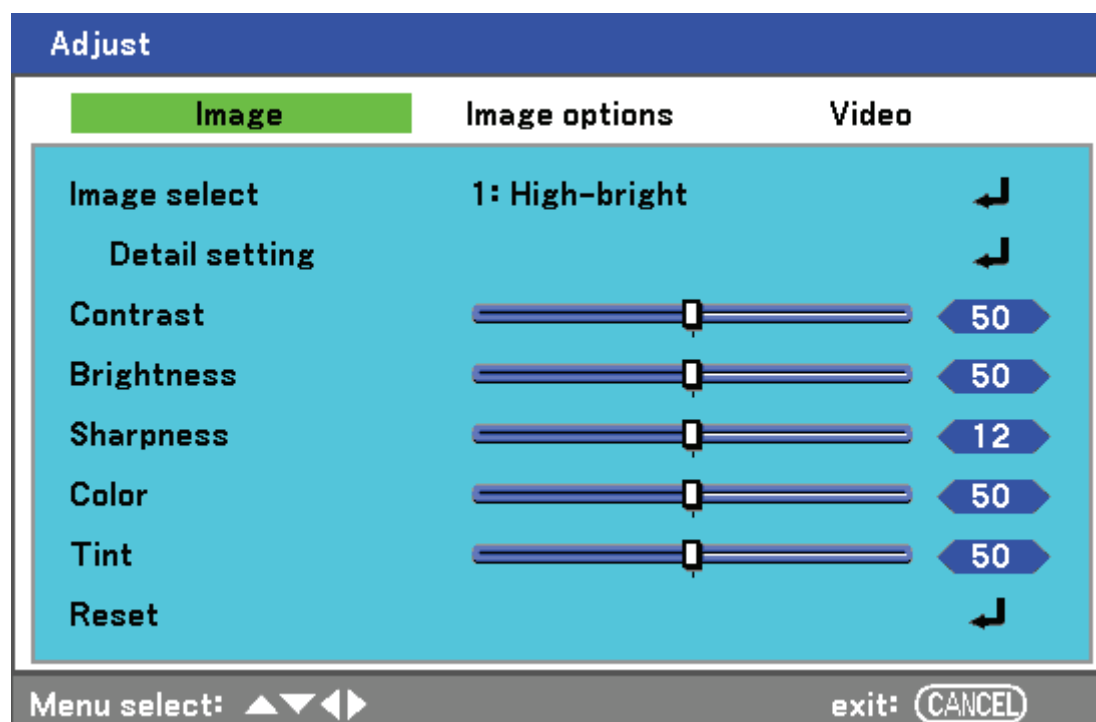 Adjust
Image Image options Video
Image select 1: High-bright
Detail setting
Contrast 50
Brightness 50
Sharpness 12
Color 50
Tint 50
Reset
Menu select: exit: CANCEL